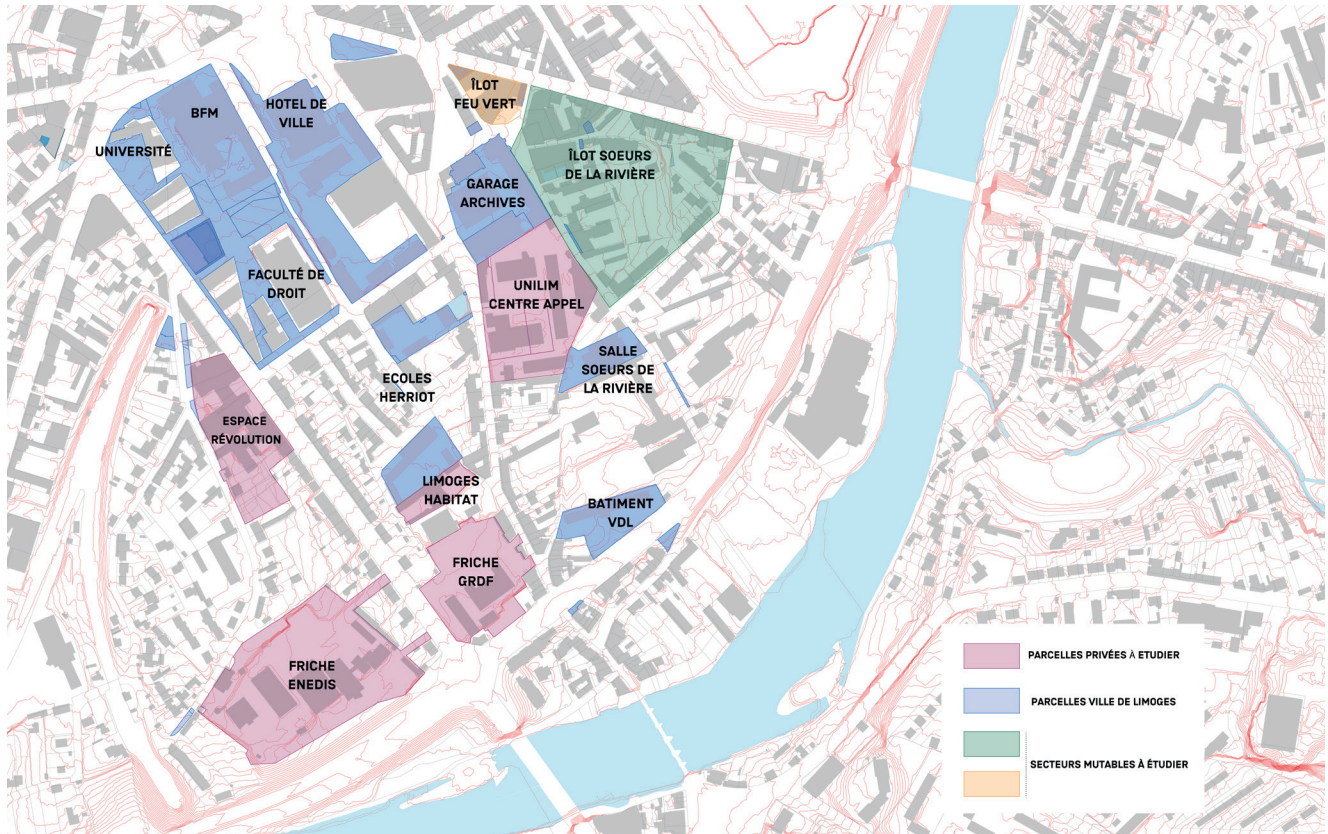 ÎLOT
FEU VERT
HOTEL DE
VILLE
BFM
UNIVERSITÉ
ÎLOT SOEURS
DE LA RIVIÈRE
GARAGE
ARCHIVES
FACULTÉ DE
DROIT
UNILIM
CENTRE APPEL
SALLE
SOEURS DE
LA RIVIÈRE
ECOLES
HERRIOT
ESPACE
RÉVOLUTION
LIMOGES
HABITAT
BATIMENT
VDL
FRICHE
GRDF
FRICHE
ENEDIS
PARCELLES PRIVÉES À ETUDIER
PARCELLES VILLE DE LIMOGES
SECTEURS MUTABLES À ÉTUDIER